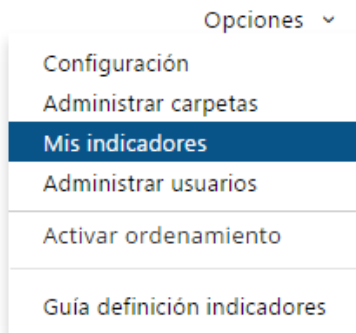 Opciones
Configuración
Administrar carpetas
Mis indicadores
Administrar usuarios
Activar ordenamiento
Guía definición indicadores